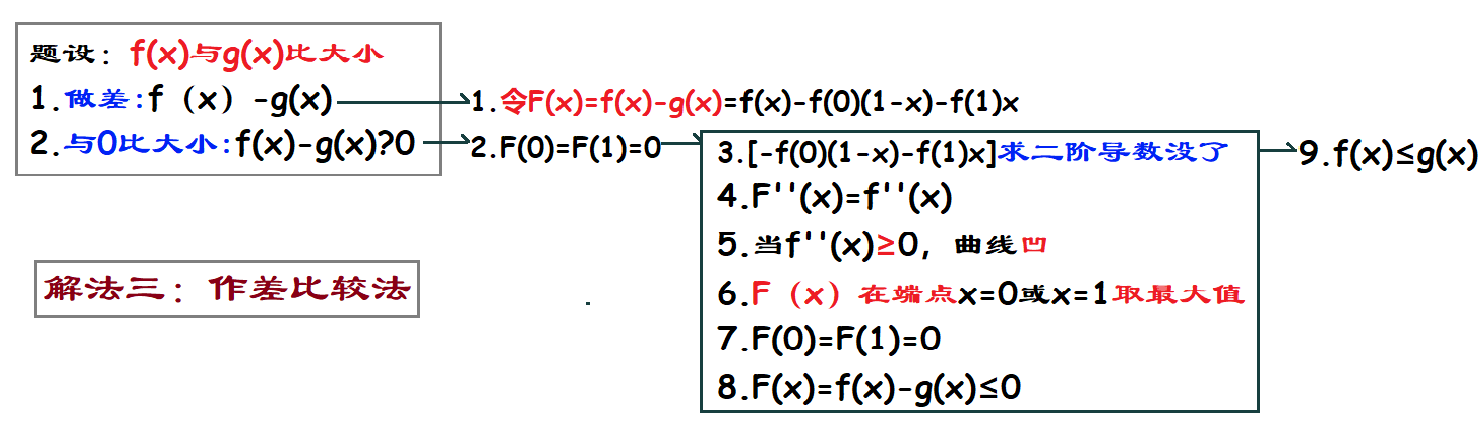 题设：f(x)与g(x)比大小
1.做差:f（x）-g(x)
2.与0比大小:f(x)-g(x)?0
1.令F(x)=f(x)-g(x)=f(x)-f(0)(1-x)-f(1)x
2.F(0)=F(1)=0
3.[-f(0)(1-x)-f(1)x]求二阶导数没了
4.F''(x)=f''(x)
5.当f''(x)≥0，曲线凹
6.F（x）在端点x=0或x=1取最大值
7.F(0)=F(1)=0
8.F(x)=f(x)-g(x)≤0
9.f(x)≤g(x)
解法三：作差比较法